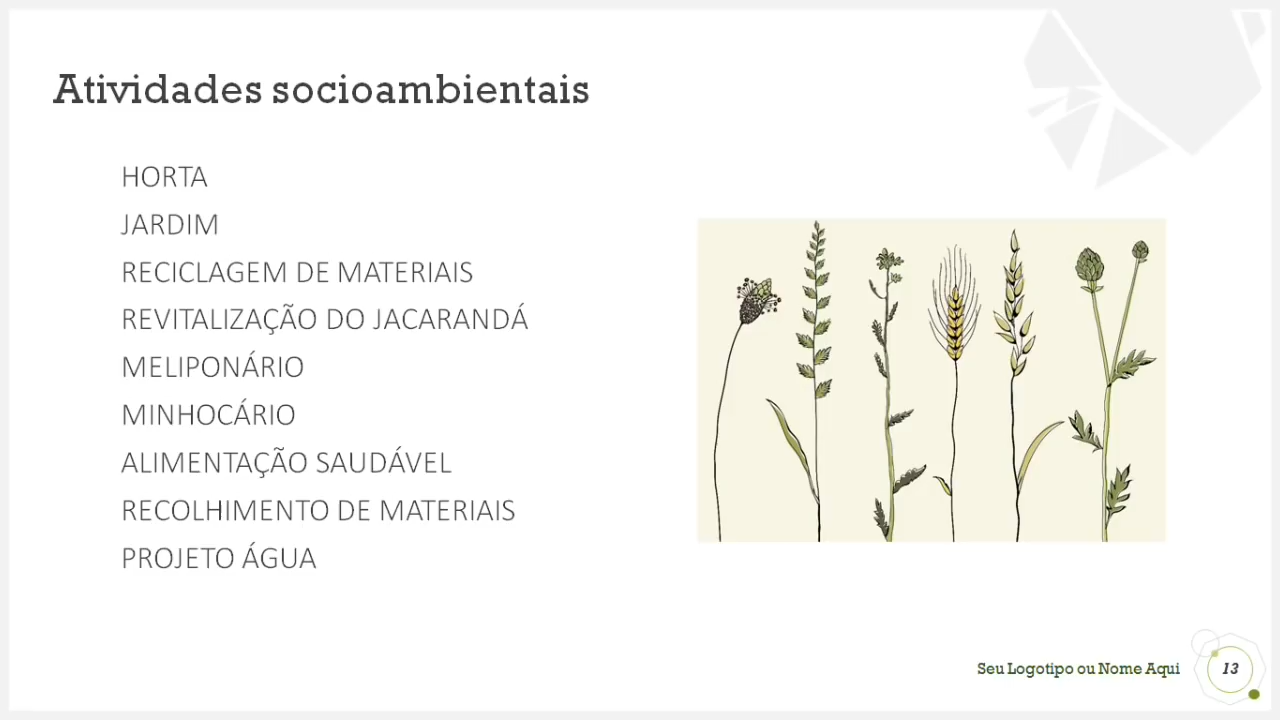 Atividades socioambientais
HORTA
JARDIM
RECICLAGEM DE MATERIAIS
REVITALIZAÇÃO DO JACARANDÁ
MELIPONÁRIO
MINHOCÁRIO
ALIMENTAÇÃO SAUDÁVEL
RECOLHIMENTO DE MATERIAIS
PROJETO ÁGUA
Seu Logotipo ou Nome Aqui
13